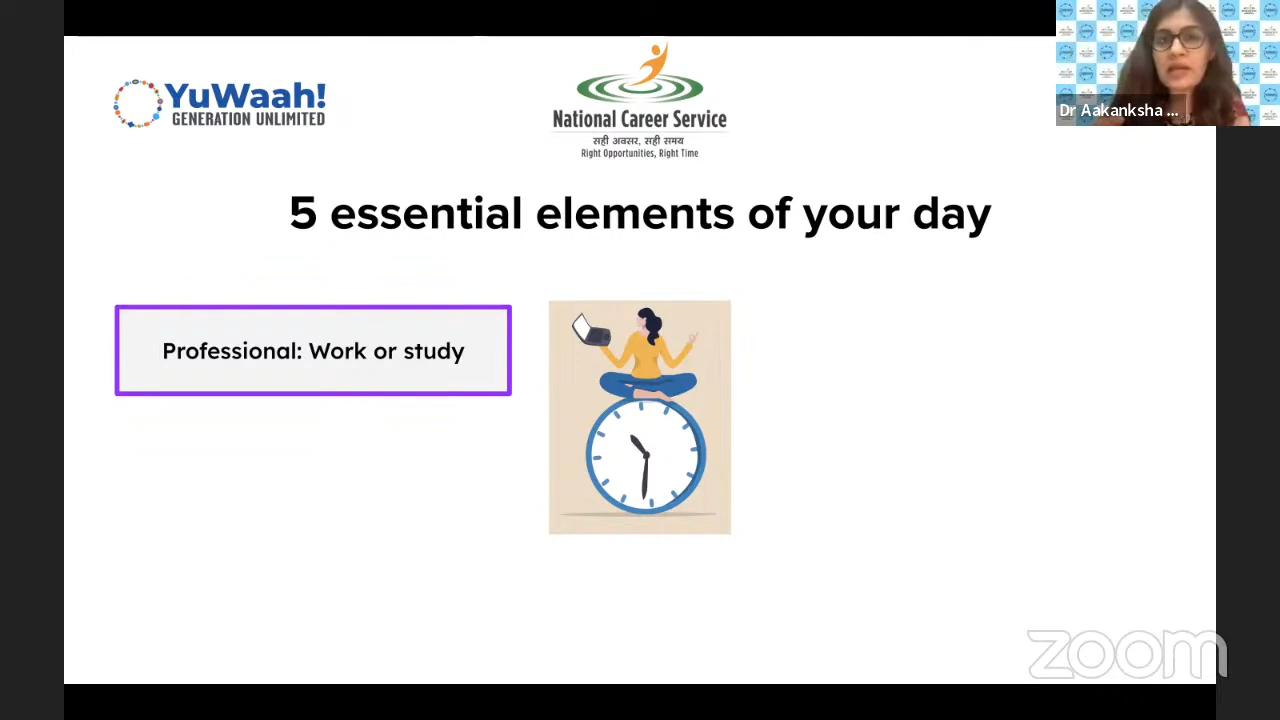 YuWaah!
GENERATION UNLIMITED
National Career Service
सही अवसर, सही समय
Right Opportunities, Right Time
Dr Aakanksha ...
5 essential elements of your day
Professional: Work or study
zoom